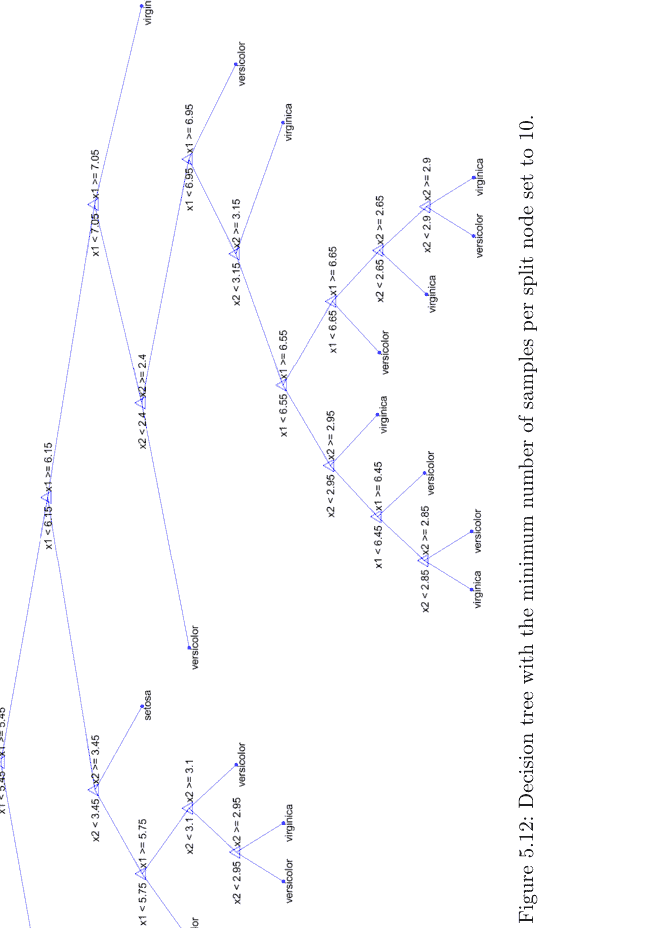 x1 < 5.45 x1 >= 5.45
x1 < 6.15 x1 >= 6.15
x2 < 3.45 x2 >= 3.45
x1 < 7.05 x1 >= 7.05
x1 < 5.75 x1 >= 5.75
setosa
x2 < 2.4 x2 >= 2.4
x2 < 3.1 x2 >= 3.1
versicolor
x1 < 6.95 x1 >= 6.95
x2 < 2.95 x2 >= 2.95
versicolor
x2 < 3.15 x2 >= 3.15
versicolor
versicolor
virginica
x1 < 6.55 x1 >= 6.55
virginica
x2 < 2.95 x2 >= 2.95
x1 < 6.65 x1 >= 6.65
x1 < 6.45 x1 >= 6.45
virginica
versicolor
x2 < 2.65 x2 >= 2.65
x2 < 2.85 x2 >= 2.85
versicolor
virginica
x2 < 2.9 x2 >= 2.9
virginica
versicolor
versicolor
virginica
Figure 5.12: Decision tree with the minimum number of samples per split node set to 10.